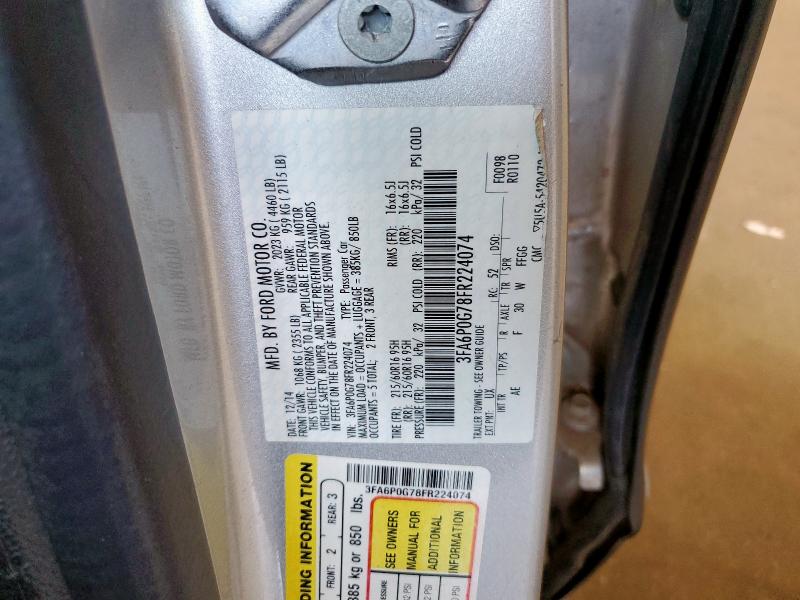 MFD. BY FORD MOTOR CO.
DATE: 12/14 GVWR: 2023 KG ( 4460 LB)
FRONT GAWR: 1068 KG ( 2355 LB) REAR GAWR: 959 KG ( 2115 LB)
THIS VEHICLE CONFORMS TO ALL APPLICABLE FEDERAL MOTOR
VEHICLE SAFETY, BUMPER, AND THEFT PREVENTION STANDARDS
IN EFFECT ON THE DATE OF MANUFACTURE SHOWN ABOVE.
VIN: 3FA6P0G78FR224074 TYPE: Passenger Car
MAXIMUM LOAD = OCCUPANTS + LUGGAGE = 385KG/ 850LB
OCCUPANTS = 5 TOTAL: 2 FRONT, 3 REAR
TIRE (FR): 215/60R16 95H RIMS (FR): 16x6.5J
(RR): 215/60R16 95H (RR): 16x6.5J
PRESSURE (FR): 220 kPa/ 32 PSI COLD (RR): 220 kPa/ 32 PSI COLD
3FA6P0G78FR224074
TRAILER TOWING - SEE OWNER GUIDE
EXT PNT: UX RC: 52 DSO: F0098
R0110
INT TR TP/PS R AXLE TR SPR
AE F 30 W FFGG
CMC
3FA6P0G78FR224074
DING INFORMATION
FRONT: 2 REAR: 3
385 kg or 850 lbs.
SEE OWNERS
MANUAL FOR
ADDITIONAL
INFORMATION